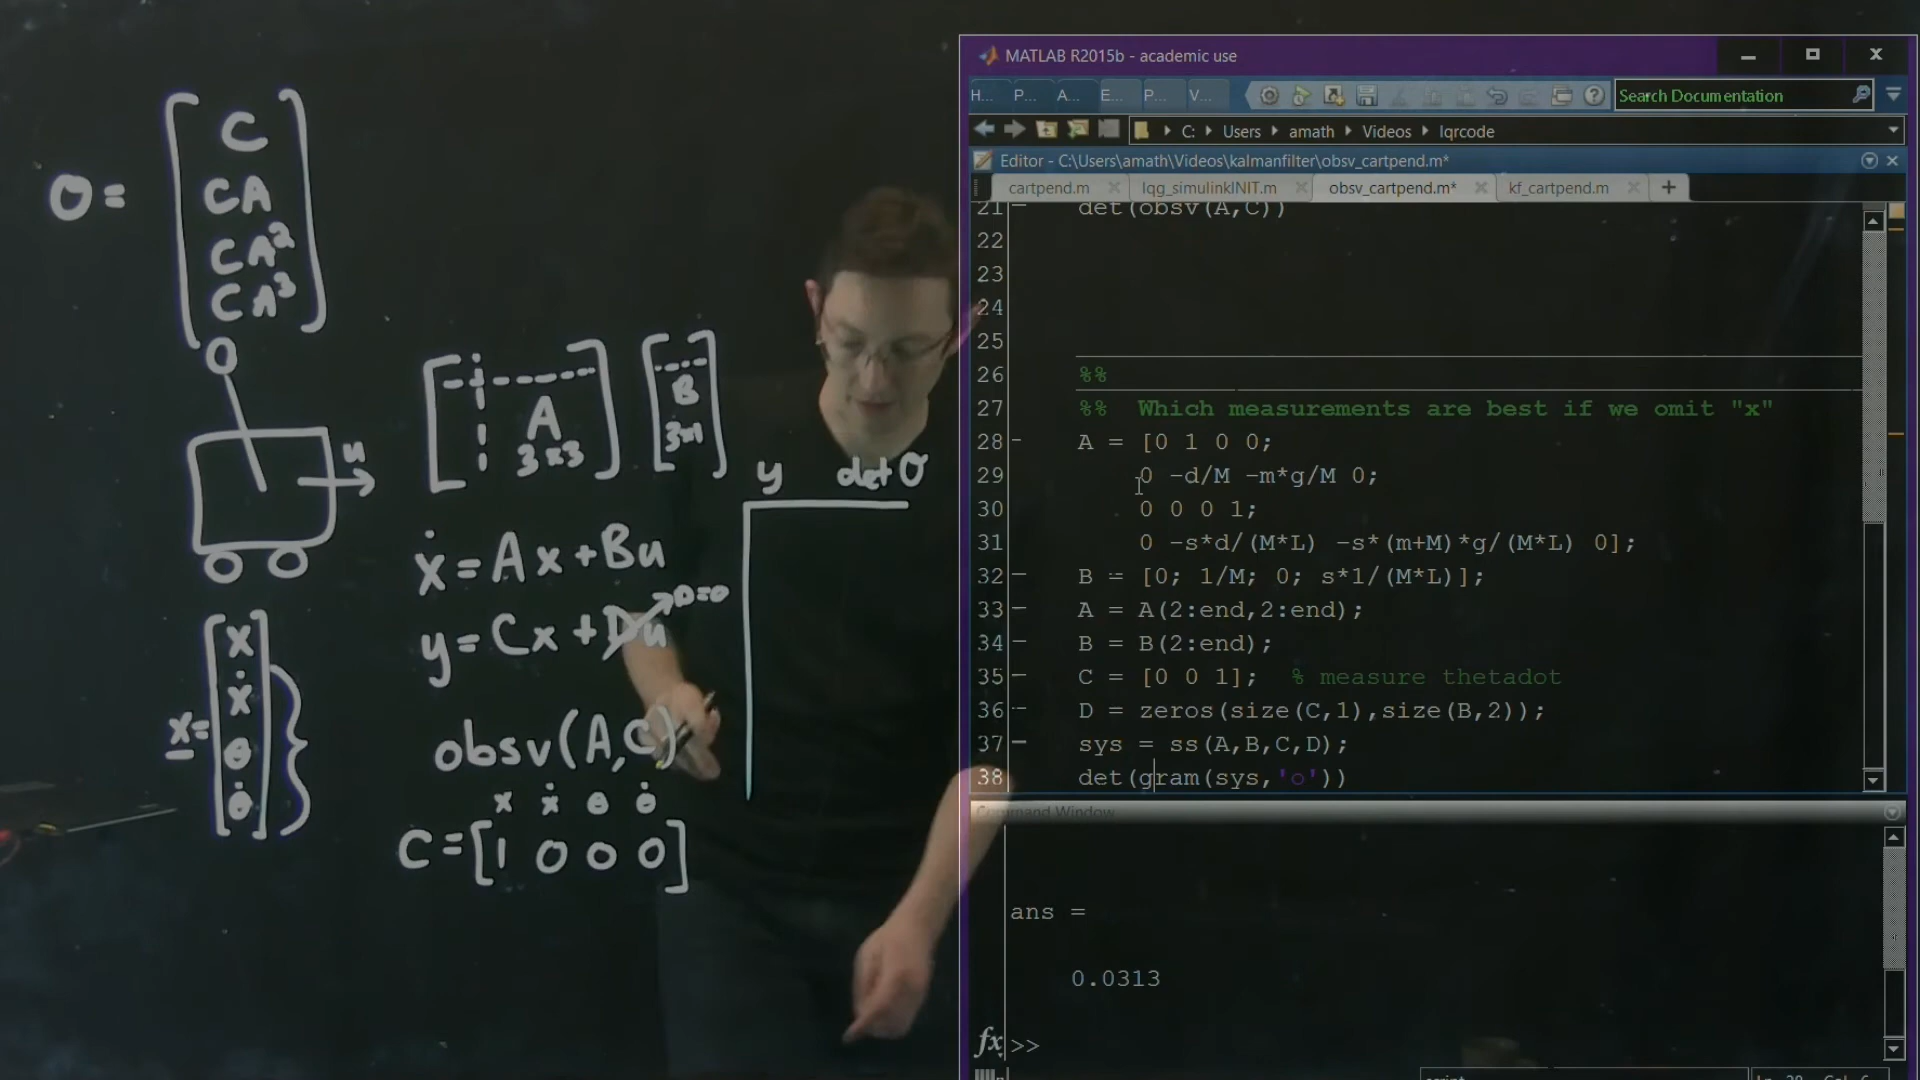 O =
C
CA
CA²
CA³
u
A
3x3
B
3x1
ẋ = Ax + Bu
y = Cx + Du
D=0
obsv(A,C)
x ẋ θ θ̇
C = [1 0 0 0]
x =
x
ẋ
θ
θ̇
y det O
MATLAB R2015b - academic use
H... P... A... E... P... V...
Search Documentation
C: Users amath Videos lqrcode
Editor - C:\Users\amath\Videos\kalmanfilter\obsv_cartpend.m*
cartpend.m lqg_simulinkINIT.m obsv_cartpend.m* kf_cartpend.m +
21 det(obsv(A,C))
22
23
24
25
26 %%
27 %% Which measurements are best if we omit "x"
28 A = [0 1 0 0;
29 0 -d/M -m*g/M 0;
30 0 0 0 1;
31 0 -s*d/(M*L) -s*(m+M)*g/(M*L) 0];
32 B = [0; 1/M; 0; s*1/(M*L)];
33 A = A(2:end,2:end);
34 B = B(2:end);
35 C = [0 0 1]; % measure thetadot
36 D = zeros(size(C,1),size(B,2));
37 sys = ss(A,B,C,D);
38 det(gram(sys,'o'))
Command Window
ans =
0.0313
fx >>